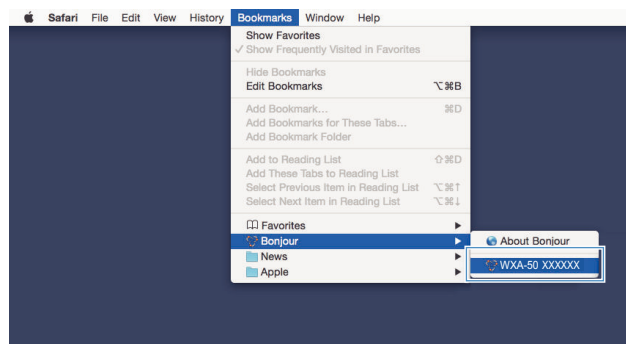 Safari File Edit View History Bookmarks Window Help
Show Favorites
✓ Show Frequently Visited in Favorites
Hide Bookmarks
Edit Bookmarks ⌥⌘B
Add Bookmark... ⌘D
Add Bookmarks for These Tabs...
Add Bookmark Folder
Add to Reading List ⇧⌘D
Add These Tabs to Reading List
Select Previous Item in Reading List ⌥⌘↑
Select Next Item in Reading List ⌥⌘↓
Favorites ▶
Bonjour ▶
About Bonjour
News ▶
WXA-50 XXXXXX
Apple ▶